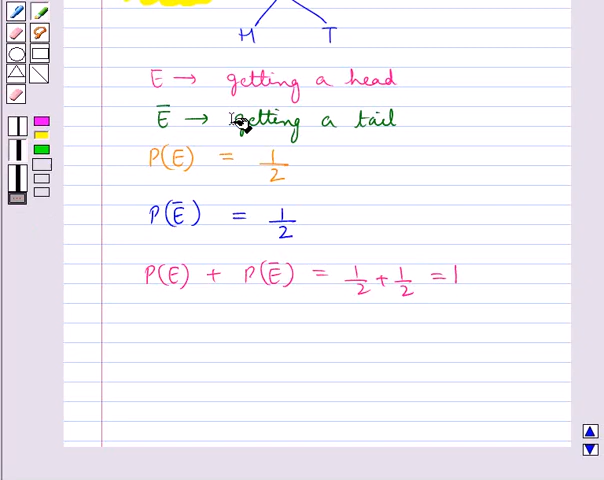 H T
E → getting a head
Ē → getting a tail
P(E) = 1/2
P(Ē) = 1/2
P(E) + P(Ē) = 1/2 + 1/2 = 1